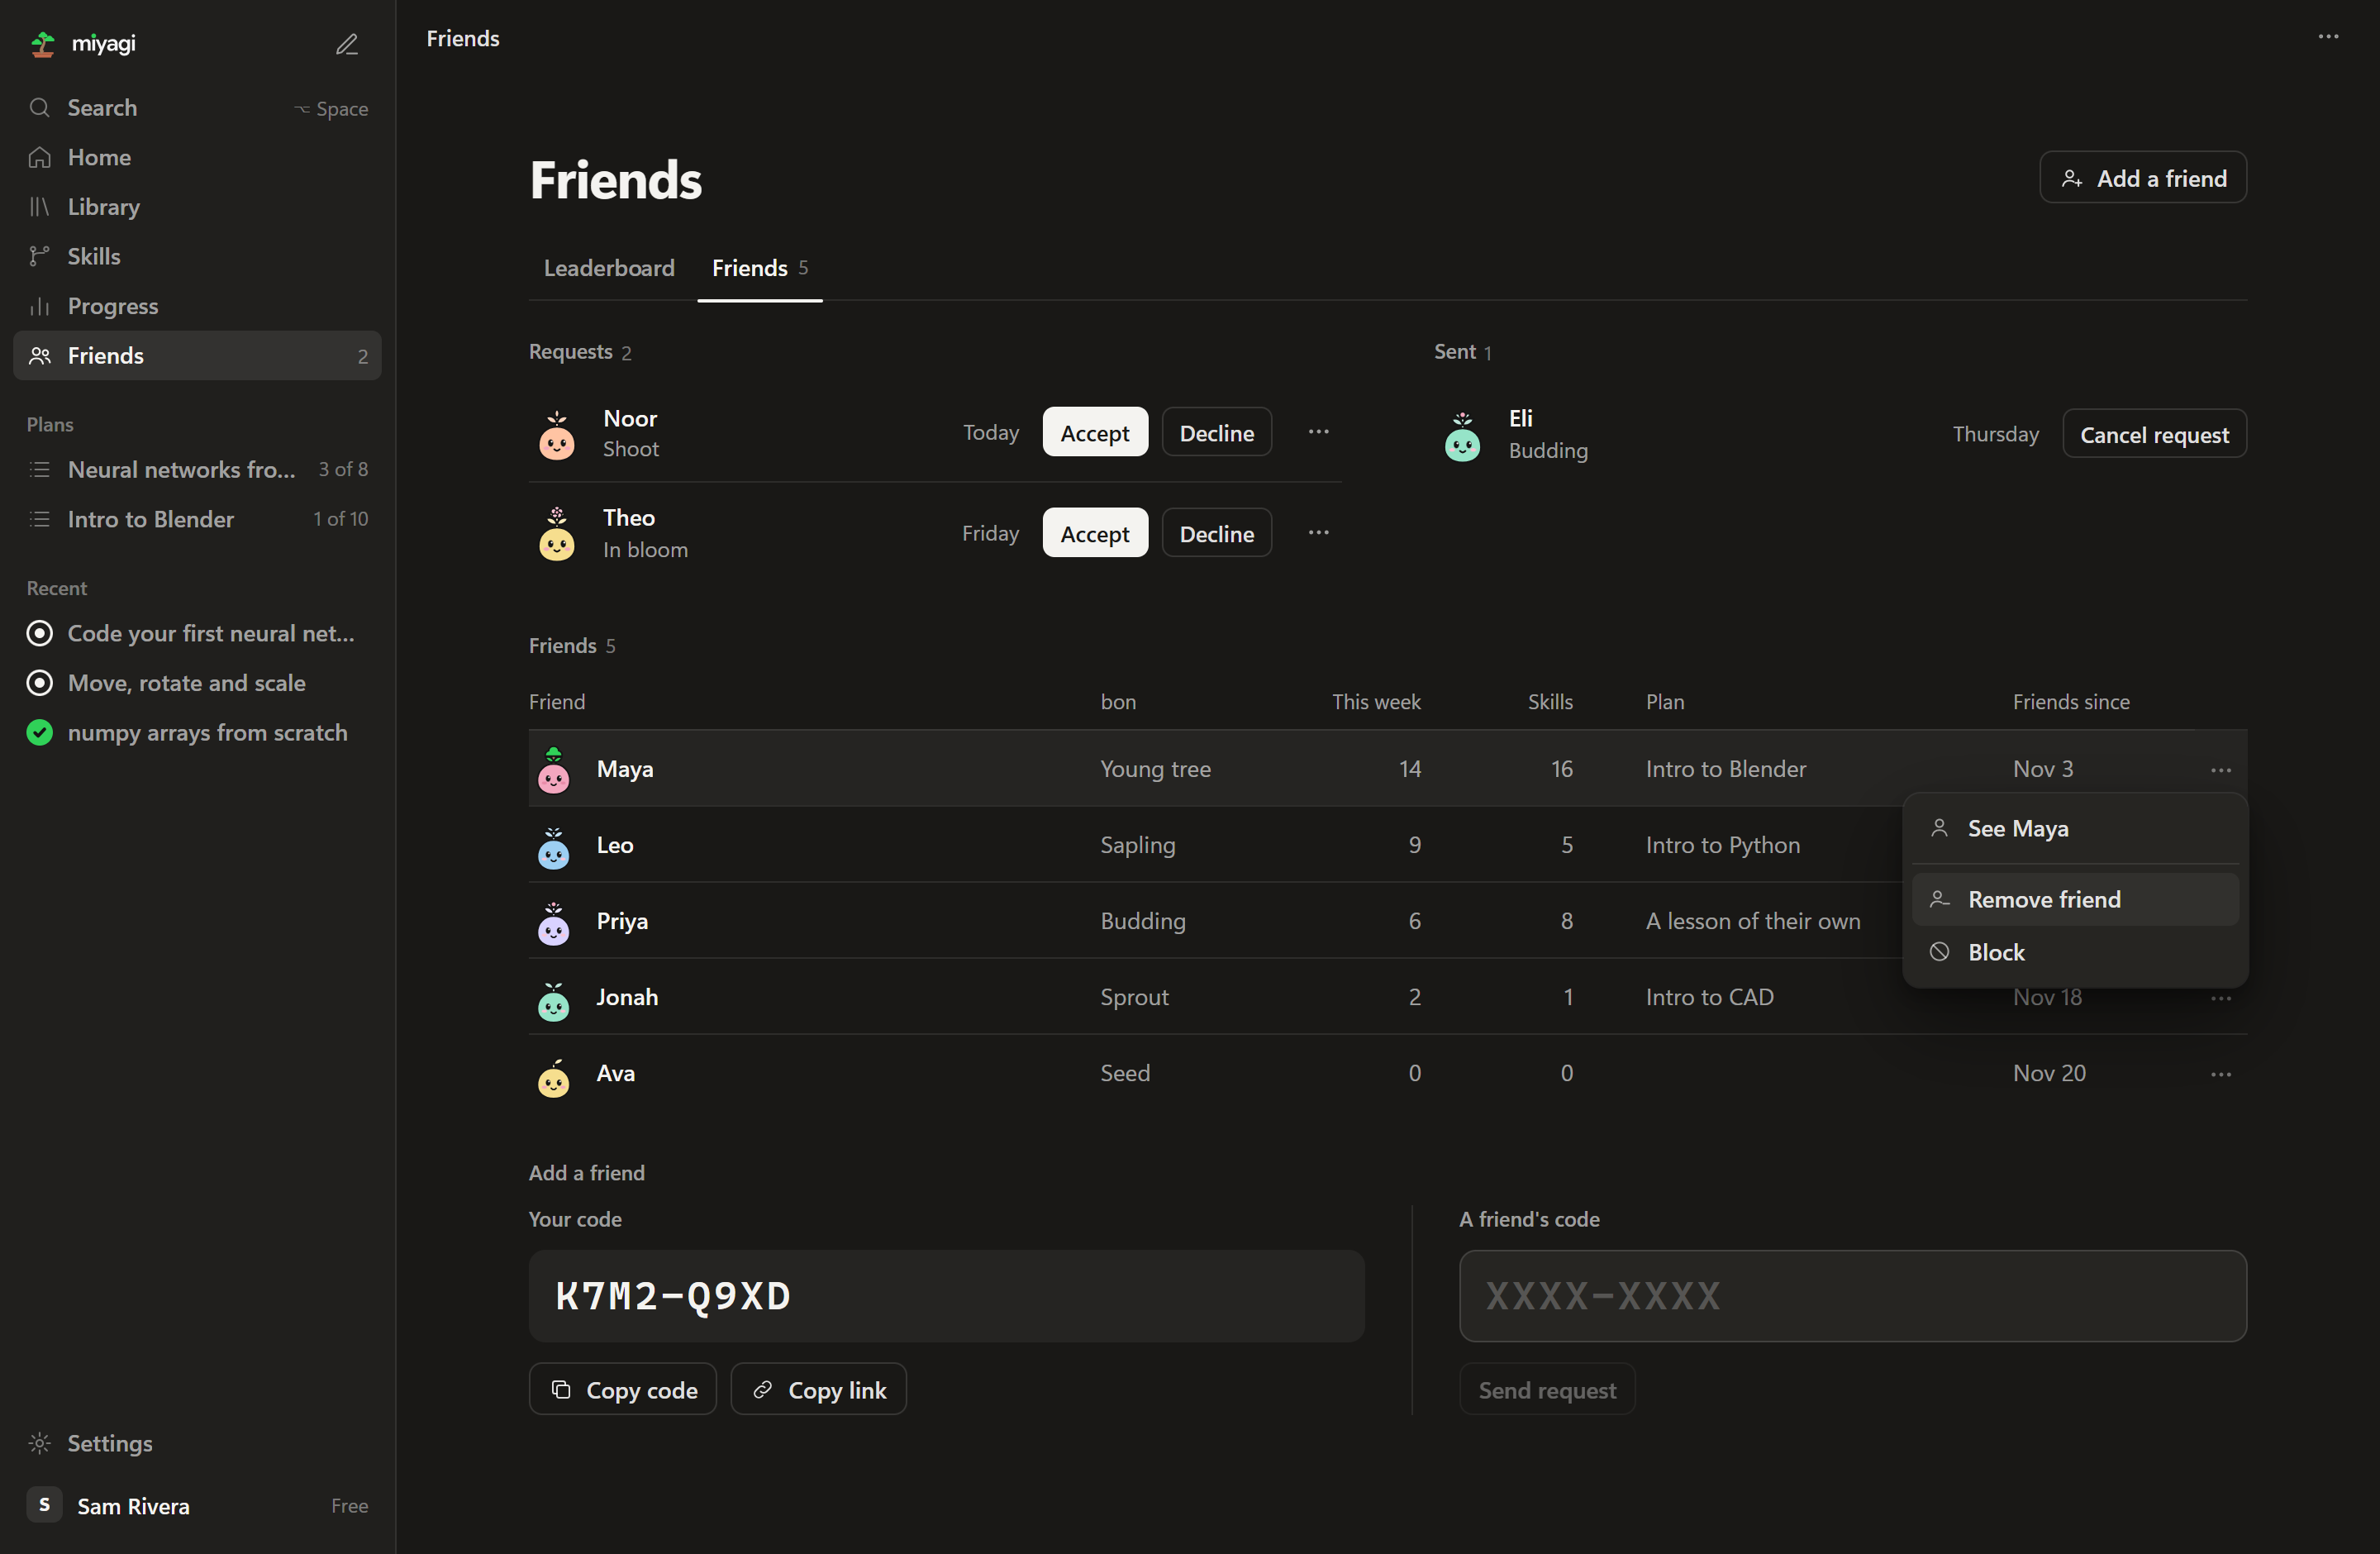 miyagi
Search ⌥ Space
Home
Library
Skills
Progress
Friends 2
Plans
Neural networks fro... 3 of 8
Intro to Blender 1 of 10
Recent
Code your first neural net...
Move, rotate and scale
numpy arrays from scratch
Settings
S Sam Rivera Free
Friends
Friends
Add a friend
Leaderboard Friends 5
Requests 2
Noor
Shoot
Today Accept Decline
Theo
In bloom
Friday Accept Decline
Sent 1
Eli
Budding
Thursday Cancel request
Friends 5
Friend bon This week Skills Plan Friends since
Maya Young tree 14 16 Intro to Blender Nov 3
Leo Sapling 9 5 Intro to Python
Priya Budding 6 8 A lesson of their own
Jonah Sprout 2 1 Intro to CAD Nov 18
Ava Seed 0 0 Nov 20
See Maya
Remove friend
Block
Add a friend
Your code
K7M2-Q9XD
Copy code Copy link
A friend's code
XXXX-XXXX
Send request